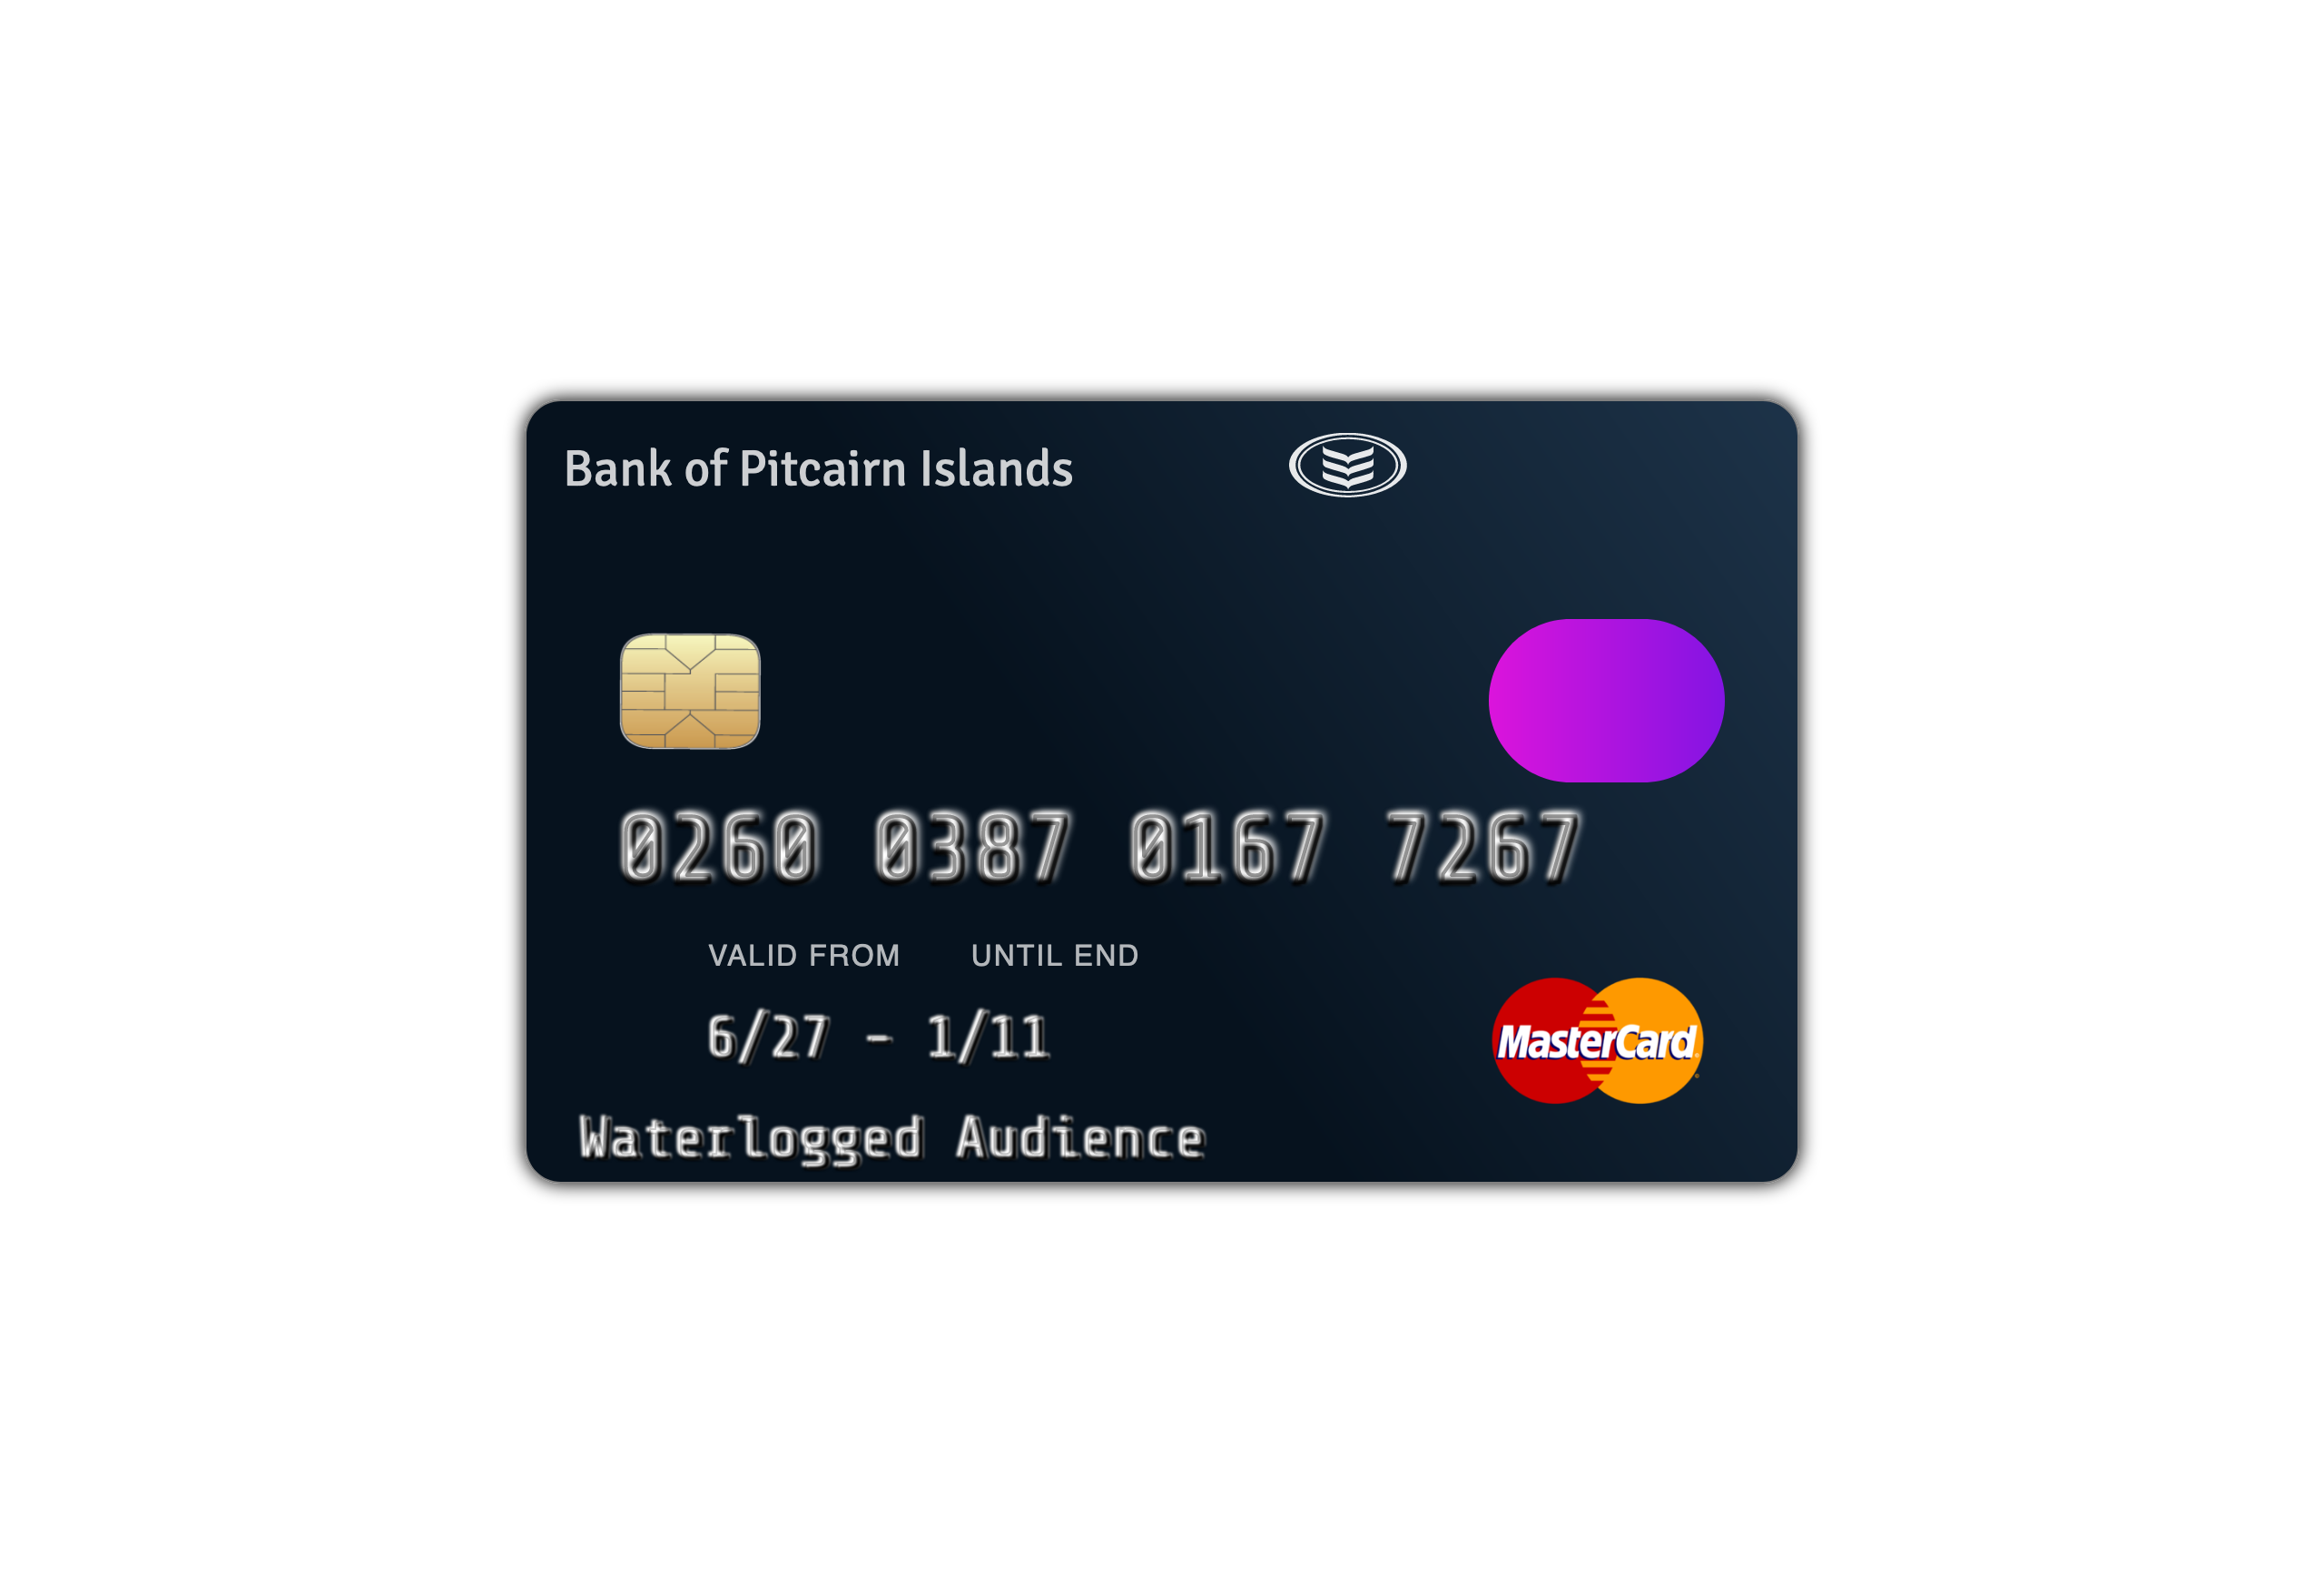 Bank of Pitcairn Islands
0260 0387 0167 7267
VALID FROM UNTIL END
6/27 - 1/11
MasterCard
Waterlogged Audience